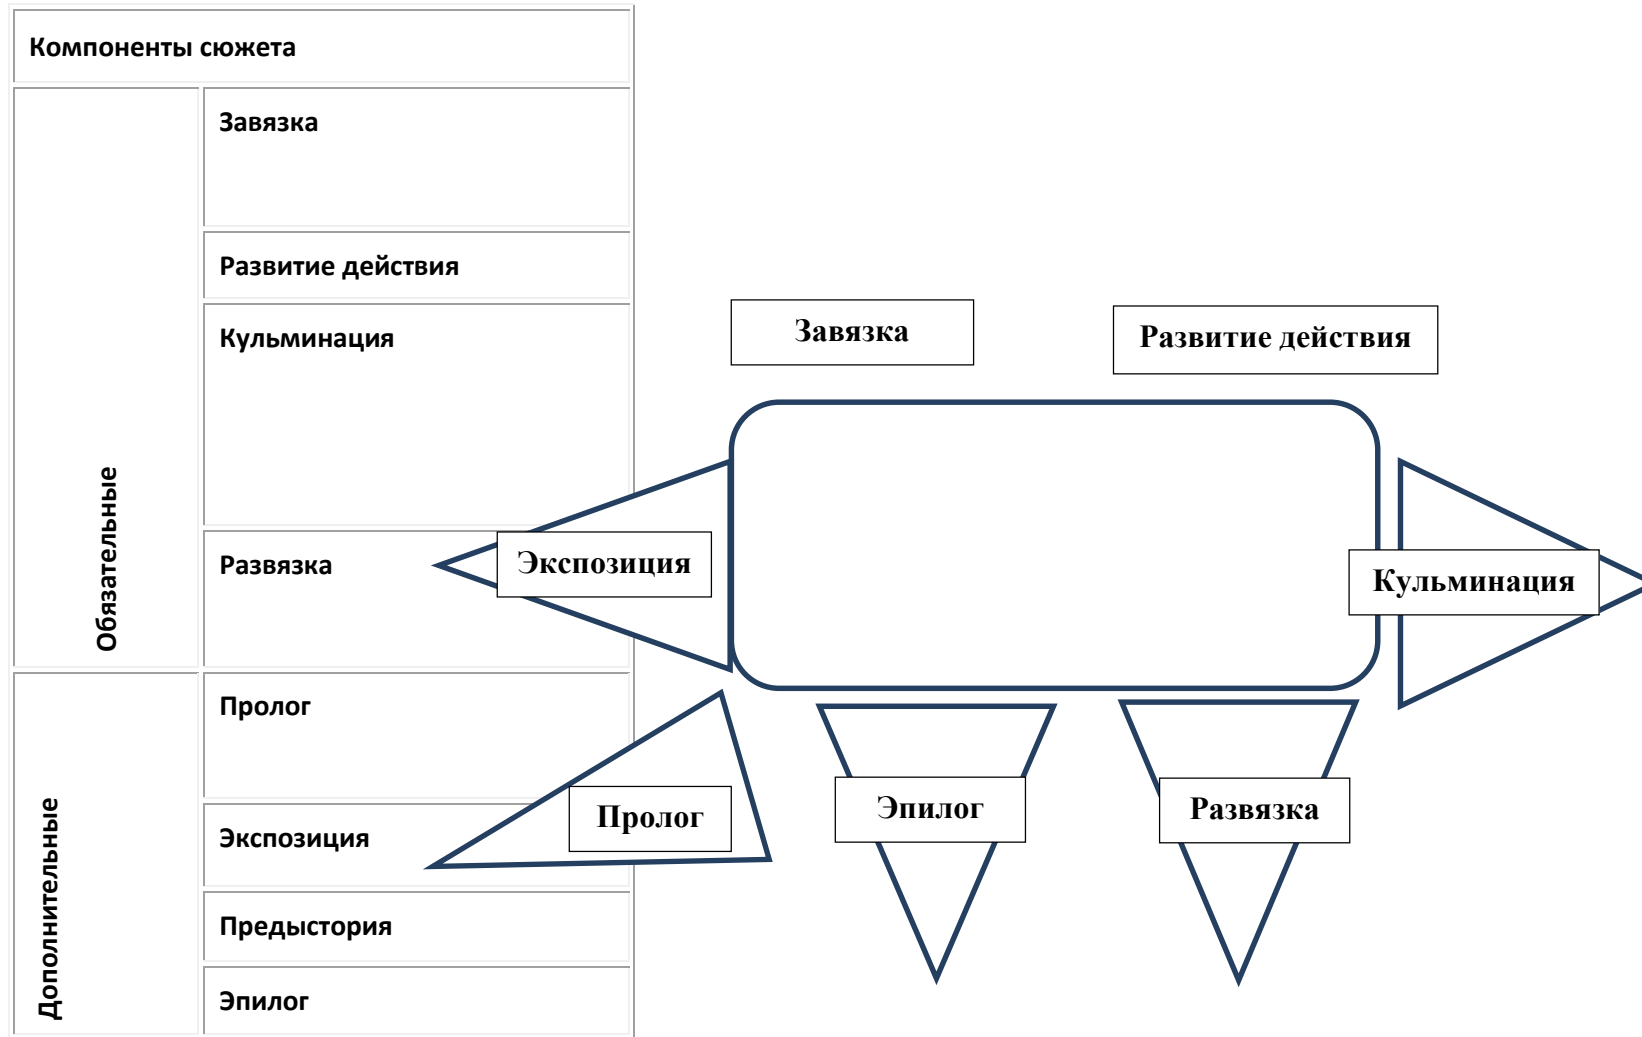 Компоненты сюжета
Обязательные
Завязка
Развитие действия
Кульминация
Развязка
Дополнительные
Пролог
Экспозиция
Предыстория
Эпилог
Завязка
Развитие действия
Экспозиция
Кульминация
Пролог
Эпилог
Развязка